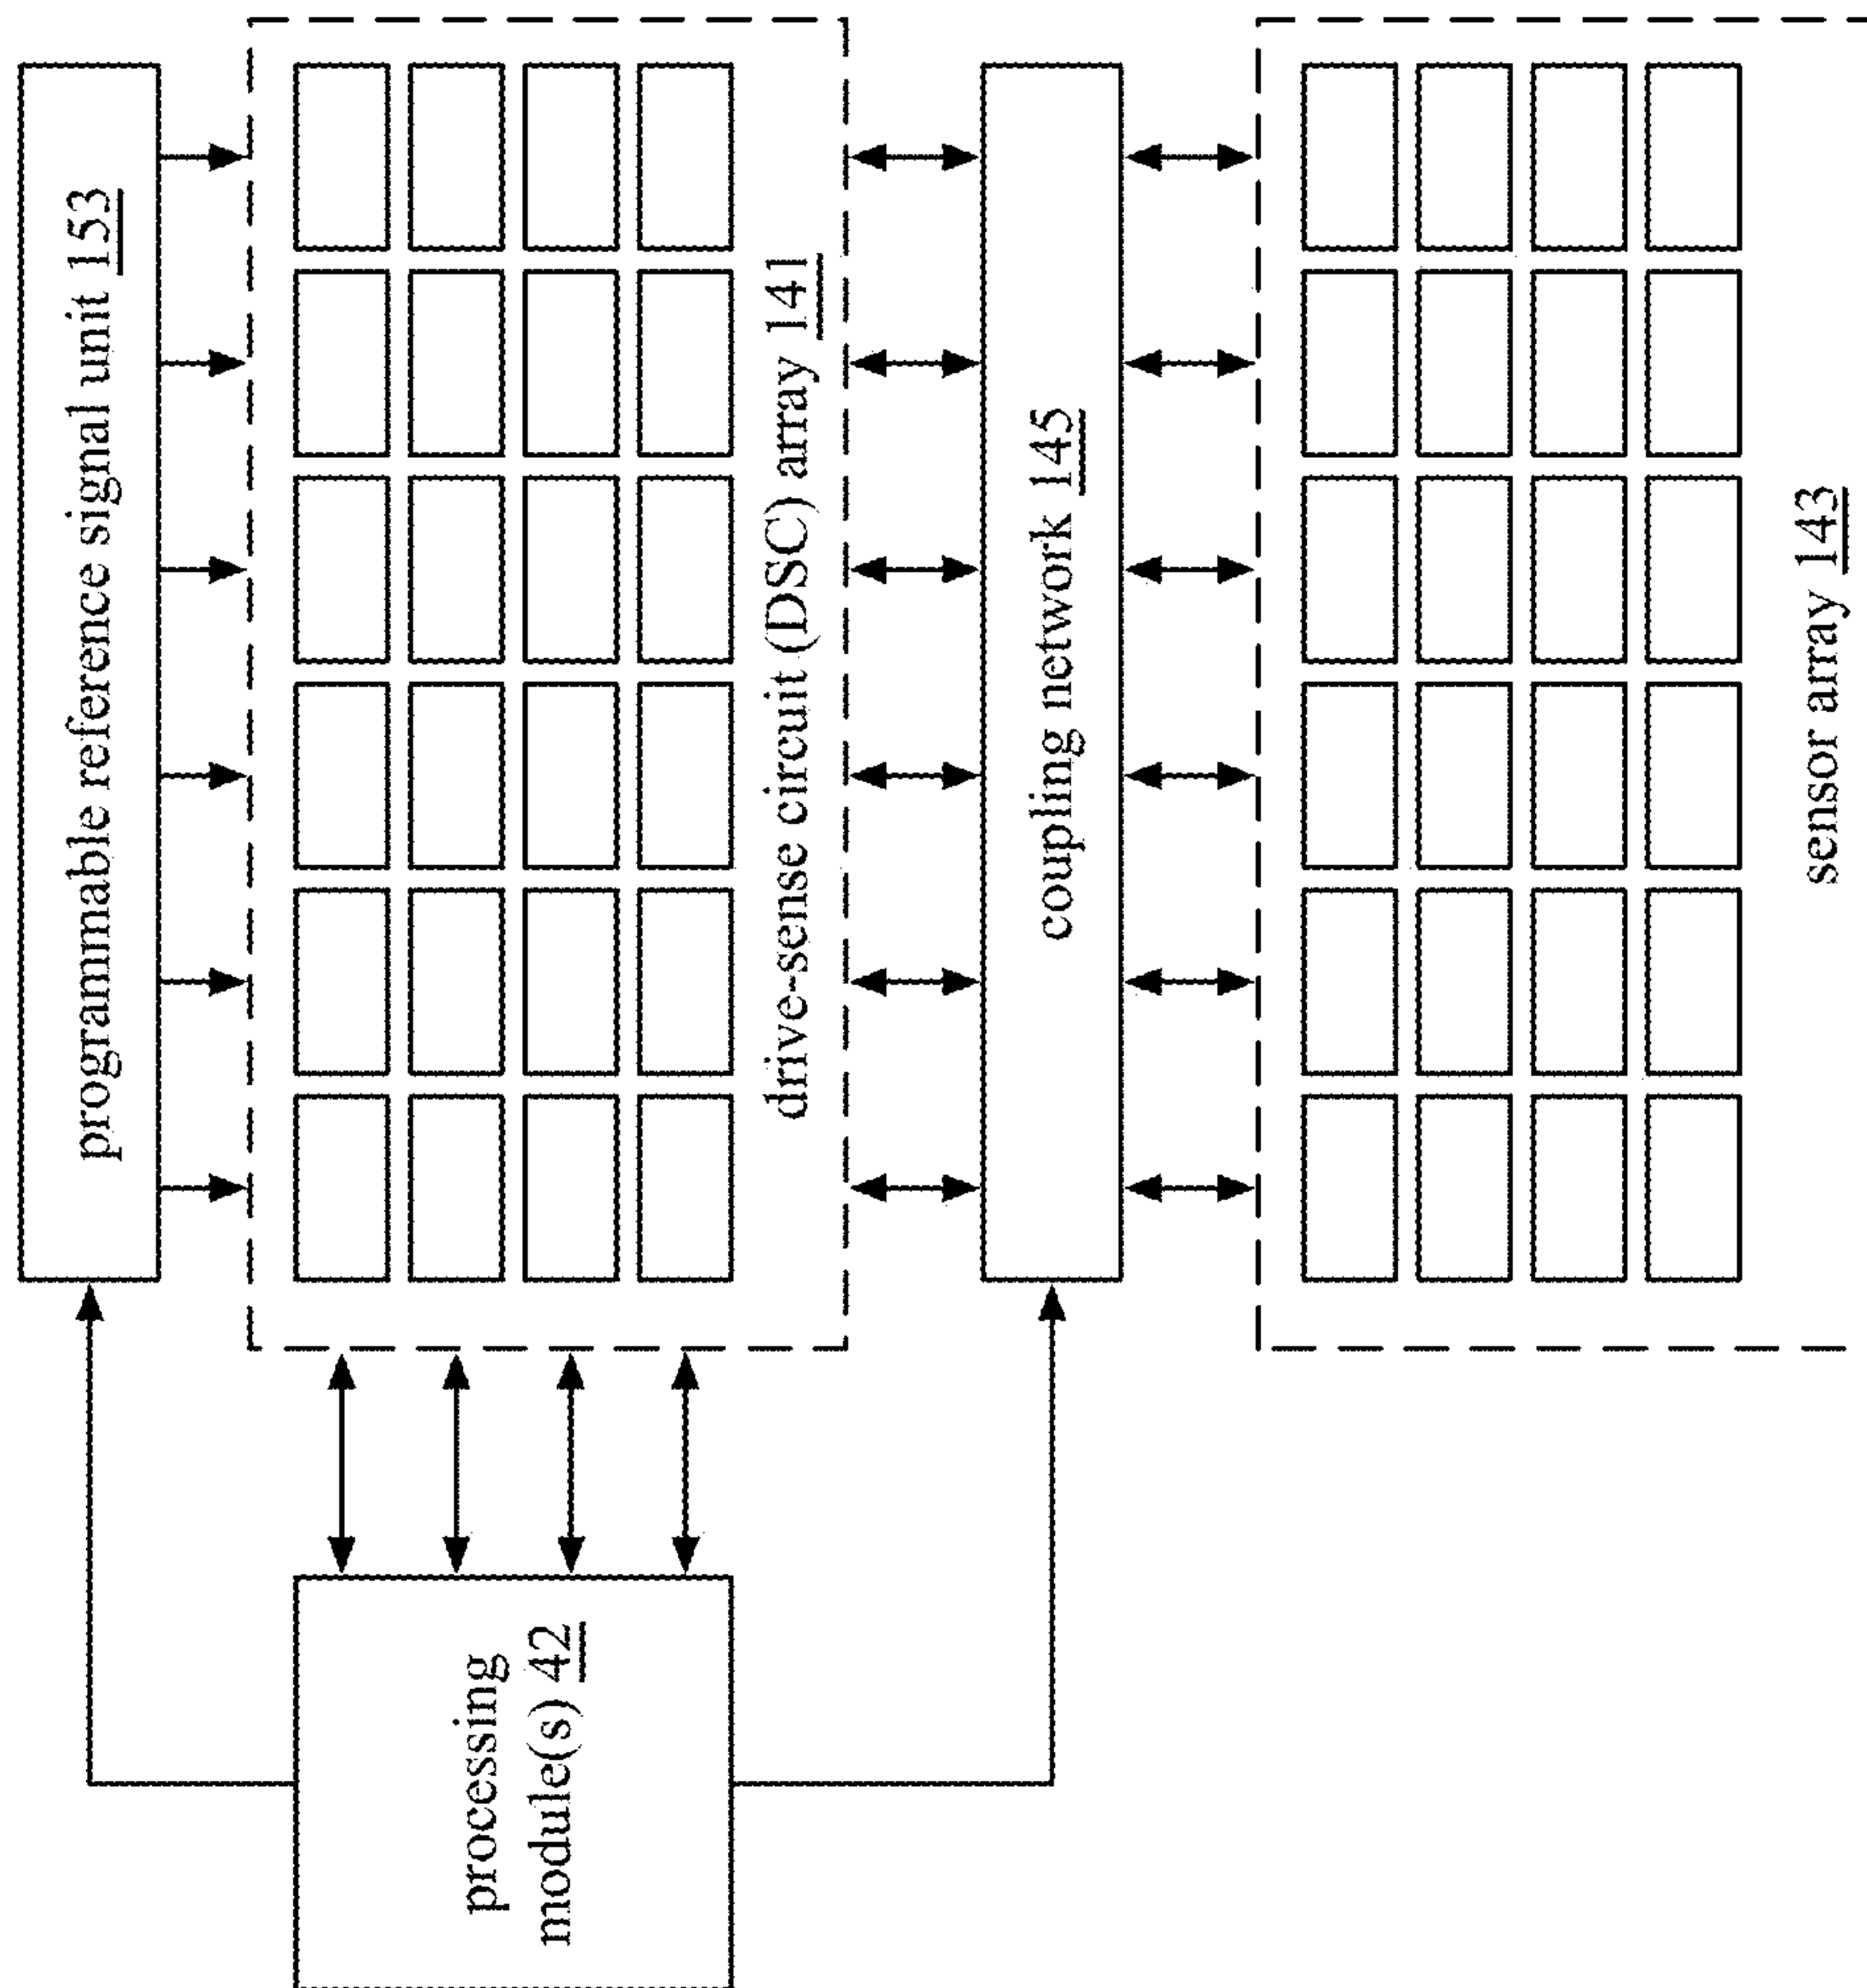 programmable reference signal unit 153
drive-sense circuit (DSC) array 141
processing
module(s) 42
coupling network 145
sensor array 143